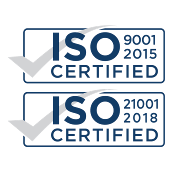 ISO 9001
2015
CERTIFIED
ISO 21001
2018
CERTIFIED